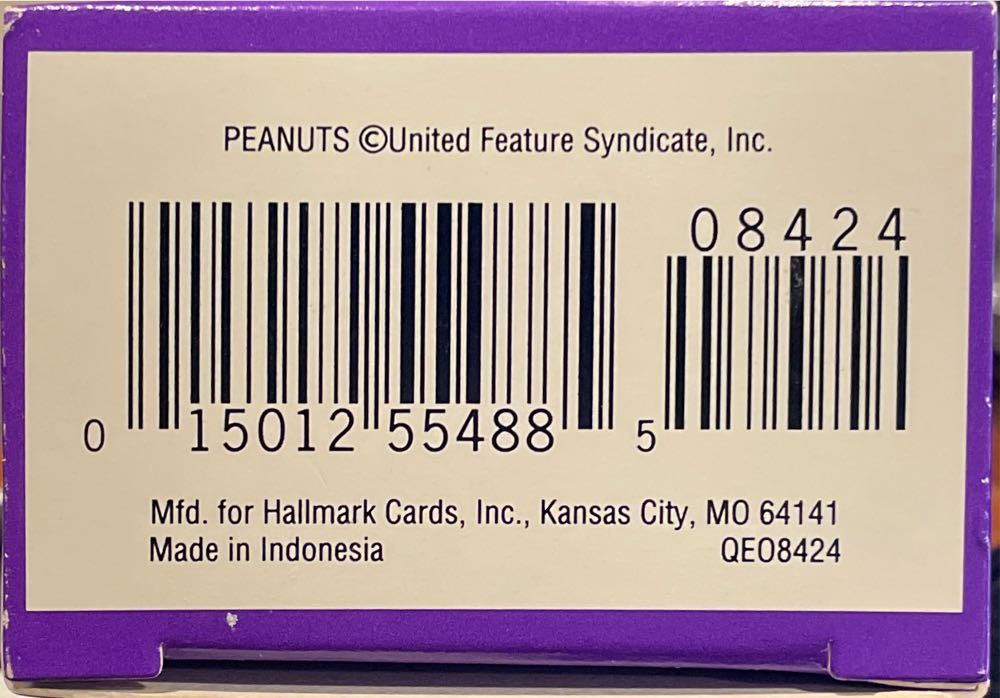 PEANUTS ©United Feature Syndicate, Inc.
08424
0 15012 55488 5
Mfd. for Hallmark Cards, Inc., Kansas City, MO 64141
Made in Indonesia QEO8424